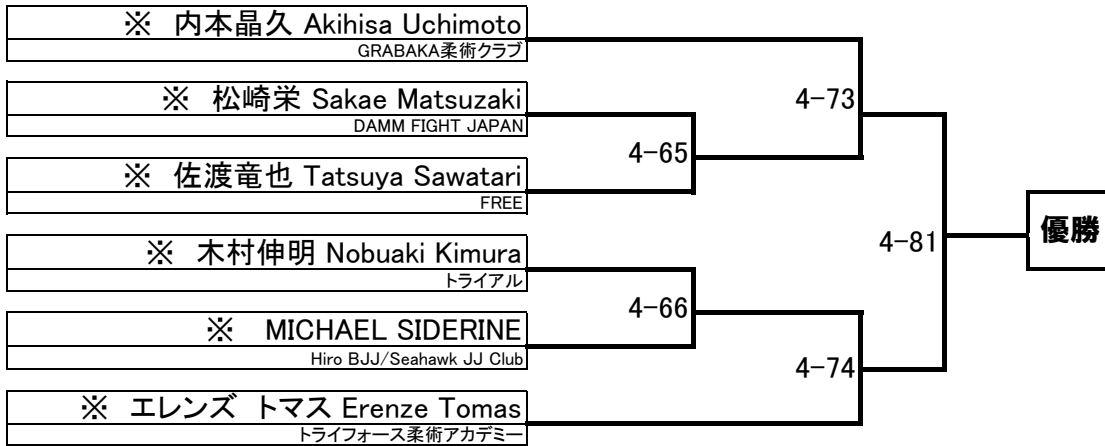 ※ 内本晶久 Akihisa Uchimoto
GRABAKA柔術クラブ
※ 松崎栄 Sakae Matsuzaki
DAMM FIGHT JAPAN
※ 佐渡竜也 Tatsuya Sawatari
FREE
※ 木村伸明 Nobuaki Kimura
トライアル
※ MICHAEL SIDERINE
Hiro BJJ/Seahawk JJ Club
※ エレンズ トマス Erenze Tomas
トライフォース柔術アカデミー
4-65
4-66
4-73
4-74
4-81
優勝